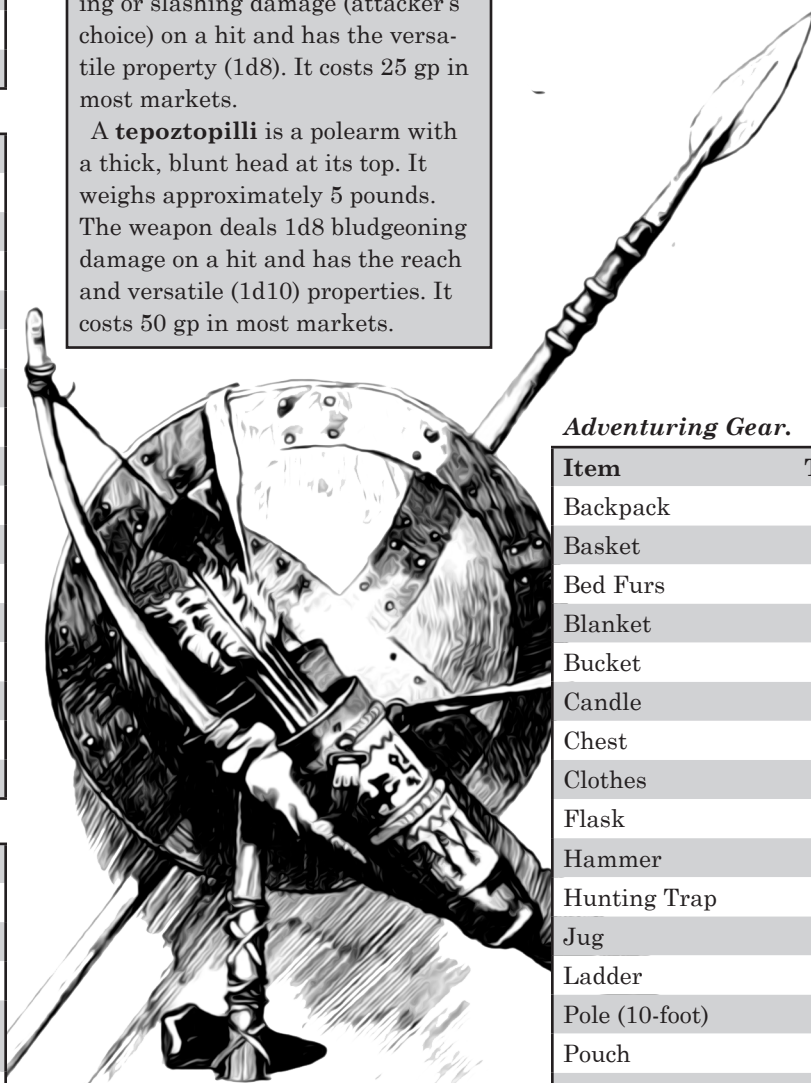 ing or slashing damage (attacker's
choice) on a hit and has the versa-
tile property (1d8). It costs 25 gp in
most markets.
A tepoztopilli is a polearm with
a thick, blunt head at its top. It
weighs approximately 5 pounds.
The weapon deals 1d8 bludgeoning
damage on a hit and has the reach
and versatile (1d10) properties. It
costs 50 gp in most markets.
Adventuring Gear.
Item
Backpack
Basket
Bed Furs
Blanket
Bucket
Candle
Chest
Clothes
Flask
Hammer
Hunting Trap
Jug
Ladder
Pole (10-foot)
Pouch